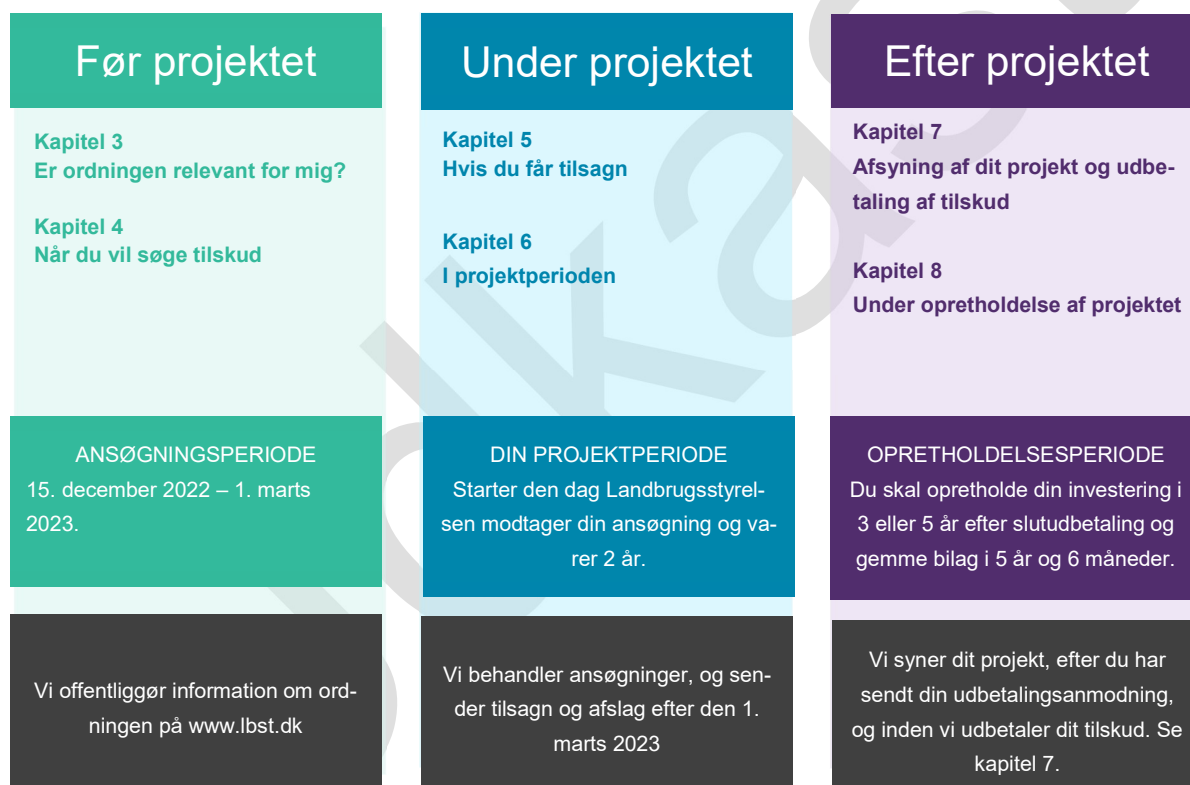 Før projektet
Kapitel 3
Er ordningen relevant for mig?
Kapitel 4
Når du vil søge tilskud
ANSØGNINGSPERIODE
15. december 2022 – 1. marts
2023.
Vi offentliggør information om ord-
ningen på www.lbst.dk
Under projektet
Kapitel 5
Hvis du får tilsagn
Kapitel 6
I projektperioden
DIN PROJEKTPERIODE
Starter den dag Landbrugsstyrel-
sen modtager din ansøgning og va-
rer 2 år.
Vi behandler ansøgninger, og sen-
der tilsagn og afslag efter den 1.
marts 2023
Efter projektet
Kapitel 7
Afsyning af dit projekt og udbe-
taling af tilskud
Kapitel 8
Under opretholdelse af projektet
OPRETHOLDELSESPERIODE
Du skal opretholde din investering i
3 eller 5 år efter slutudbetaling og
gemme bilag i 5 år og 6 måneder.
Vi syner dit projekt, efter du har
sendt din udbetalingsanmodning,
og inden vi udbetaler dit tilskud. Se
kapitel 7.